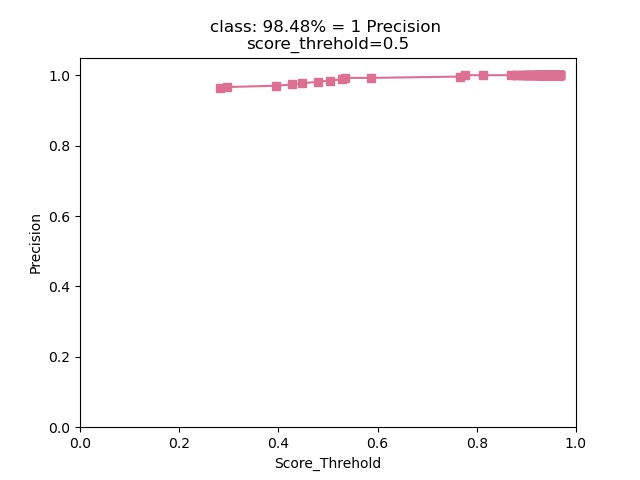 class: 98.48% = 1 Precision
score_threhold=0.5
1.0
0.8
0.6
0.4
0.2
0.0
Precision
0.0 0.2 0.4 0.6 0.8 1.0
Score_Threhold